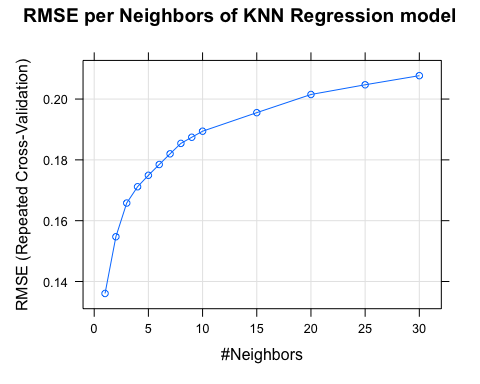 RMSE per Neighbors of KNN Regression model
RMSE (Repeated Cross-Validation)
0.20
0.18
0.16
0.14
0 5 10 15 20 25 30
#Neighbors